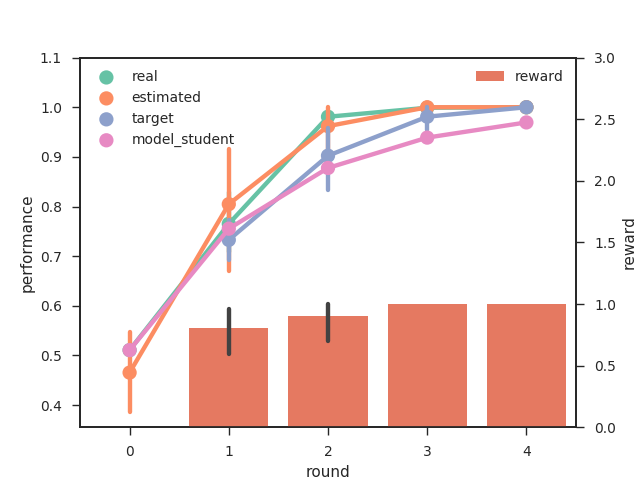 1.1
1.0
0.9
0.8
0.7
0.6
0.5
0.4
performance
real
estimated
target
model_student
reward
3.0
2.5
2.0
1.5
1.0
0.5
0.0
reward
0 1 2 3 4
round